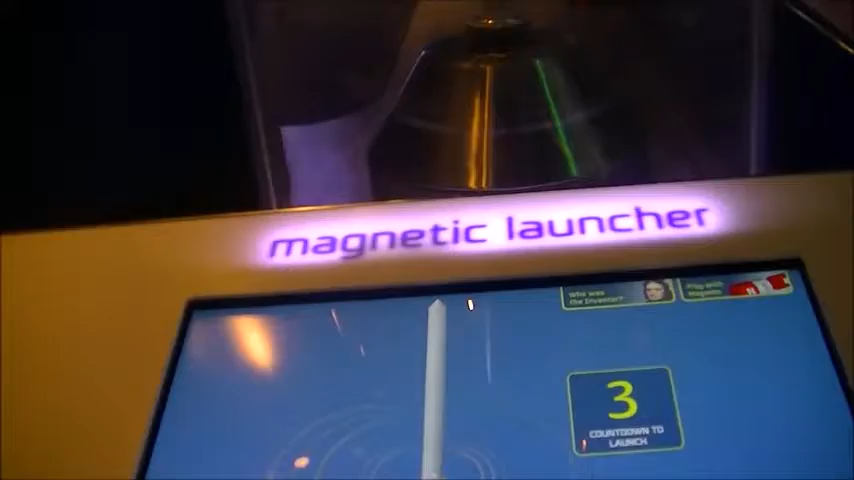 magnetic launcher
Who was
the Inventor?
Play with
Magnets
3
COUNTDOWN TO
LAUNCH